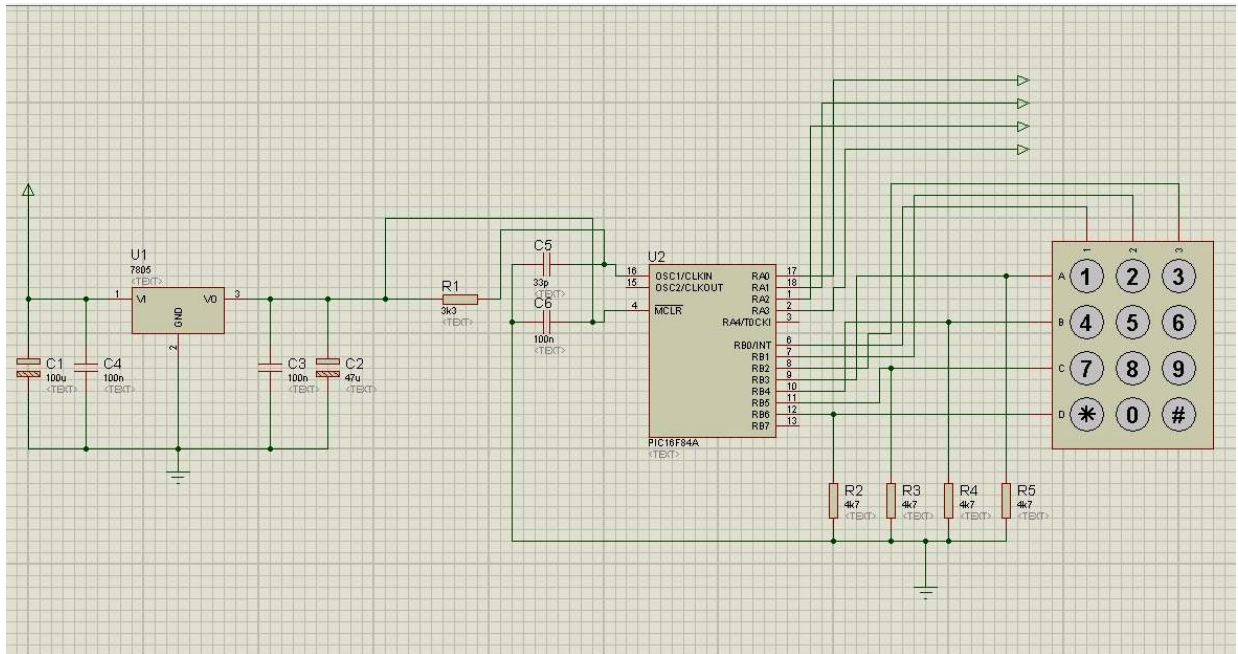 U1
7805
<TEXT>
1
VI
VO
3
GND
2
C1
100u
<TEXT>
C4
100n
<TEXT>
C3
100n
<TEXT>
C2
47u
<TEXT>
R1
3k3
<TEXT>
C5
33p
<TEXT>
C6
100n
<TEXT>
U2
16 OSC1/CLKIN
15 OSC2/CLKOUT
4 MCLR
RA0 17
RA1 18
RA2 1
RA3 2
RA4/T0CKI 3
RB0/INT 6
RB1 7
RB2 8
RB3 9
RB4 10
RB5 11
RB6 12
RB7 13
PIC16F84A
<TEXT>
1 2 3
A 1 2 3
B 4 5 6
C 7 8 9
D * 0 #
R2
4k7
<TEXT>
R3
4k7
<TEXT>
R4
4k7
<TEXT>
R5
4k7
<TEXT>